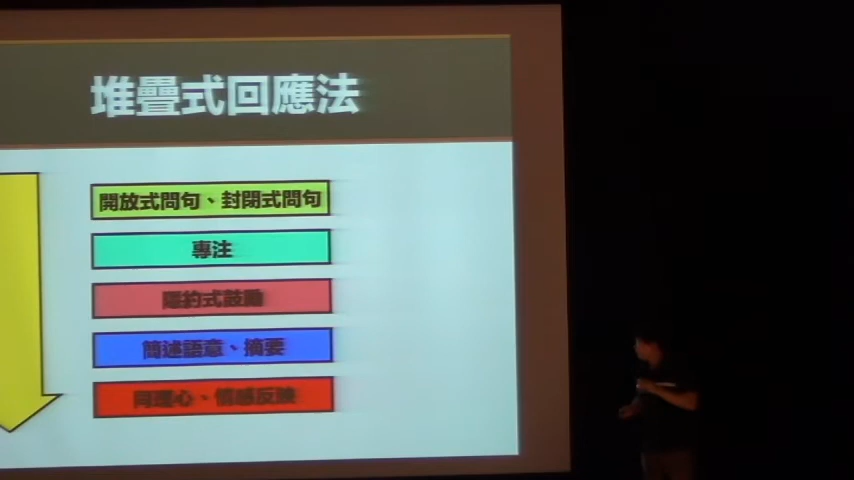 堆疊式回應法
開放式問句、封閉式問句
專注
隱約式鼓勵
簡述語意、摘要
同理心、情感反映